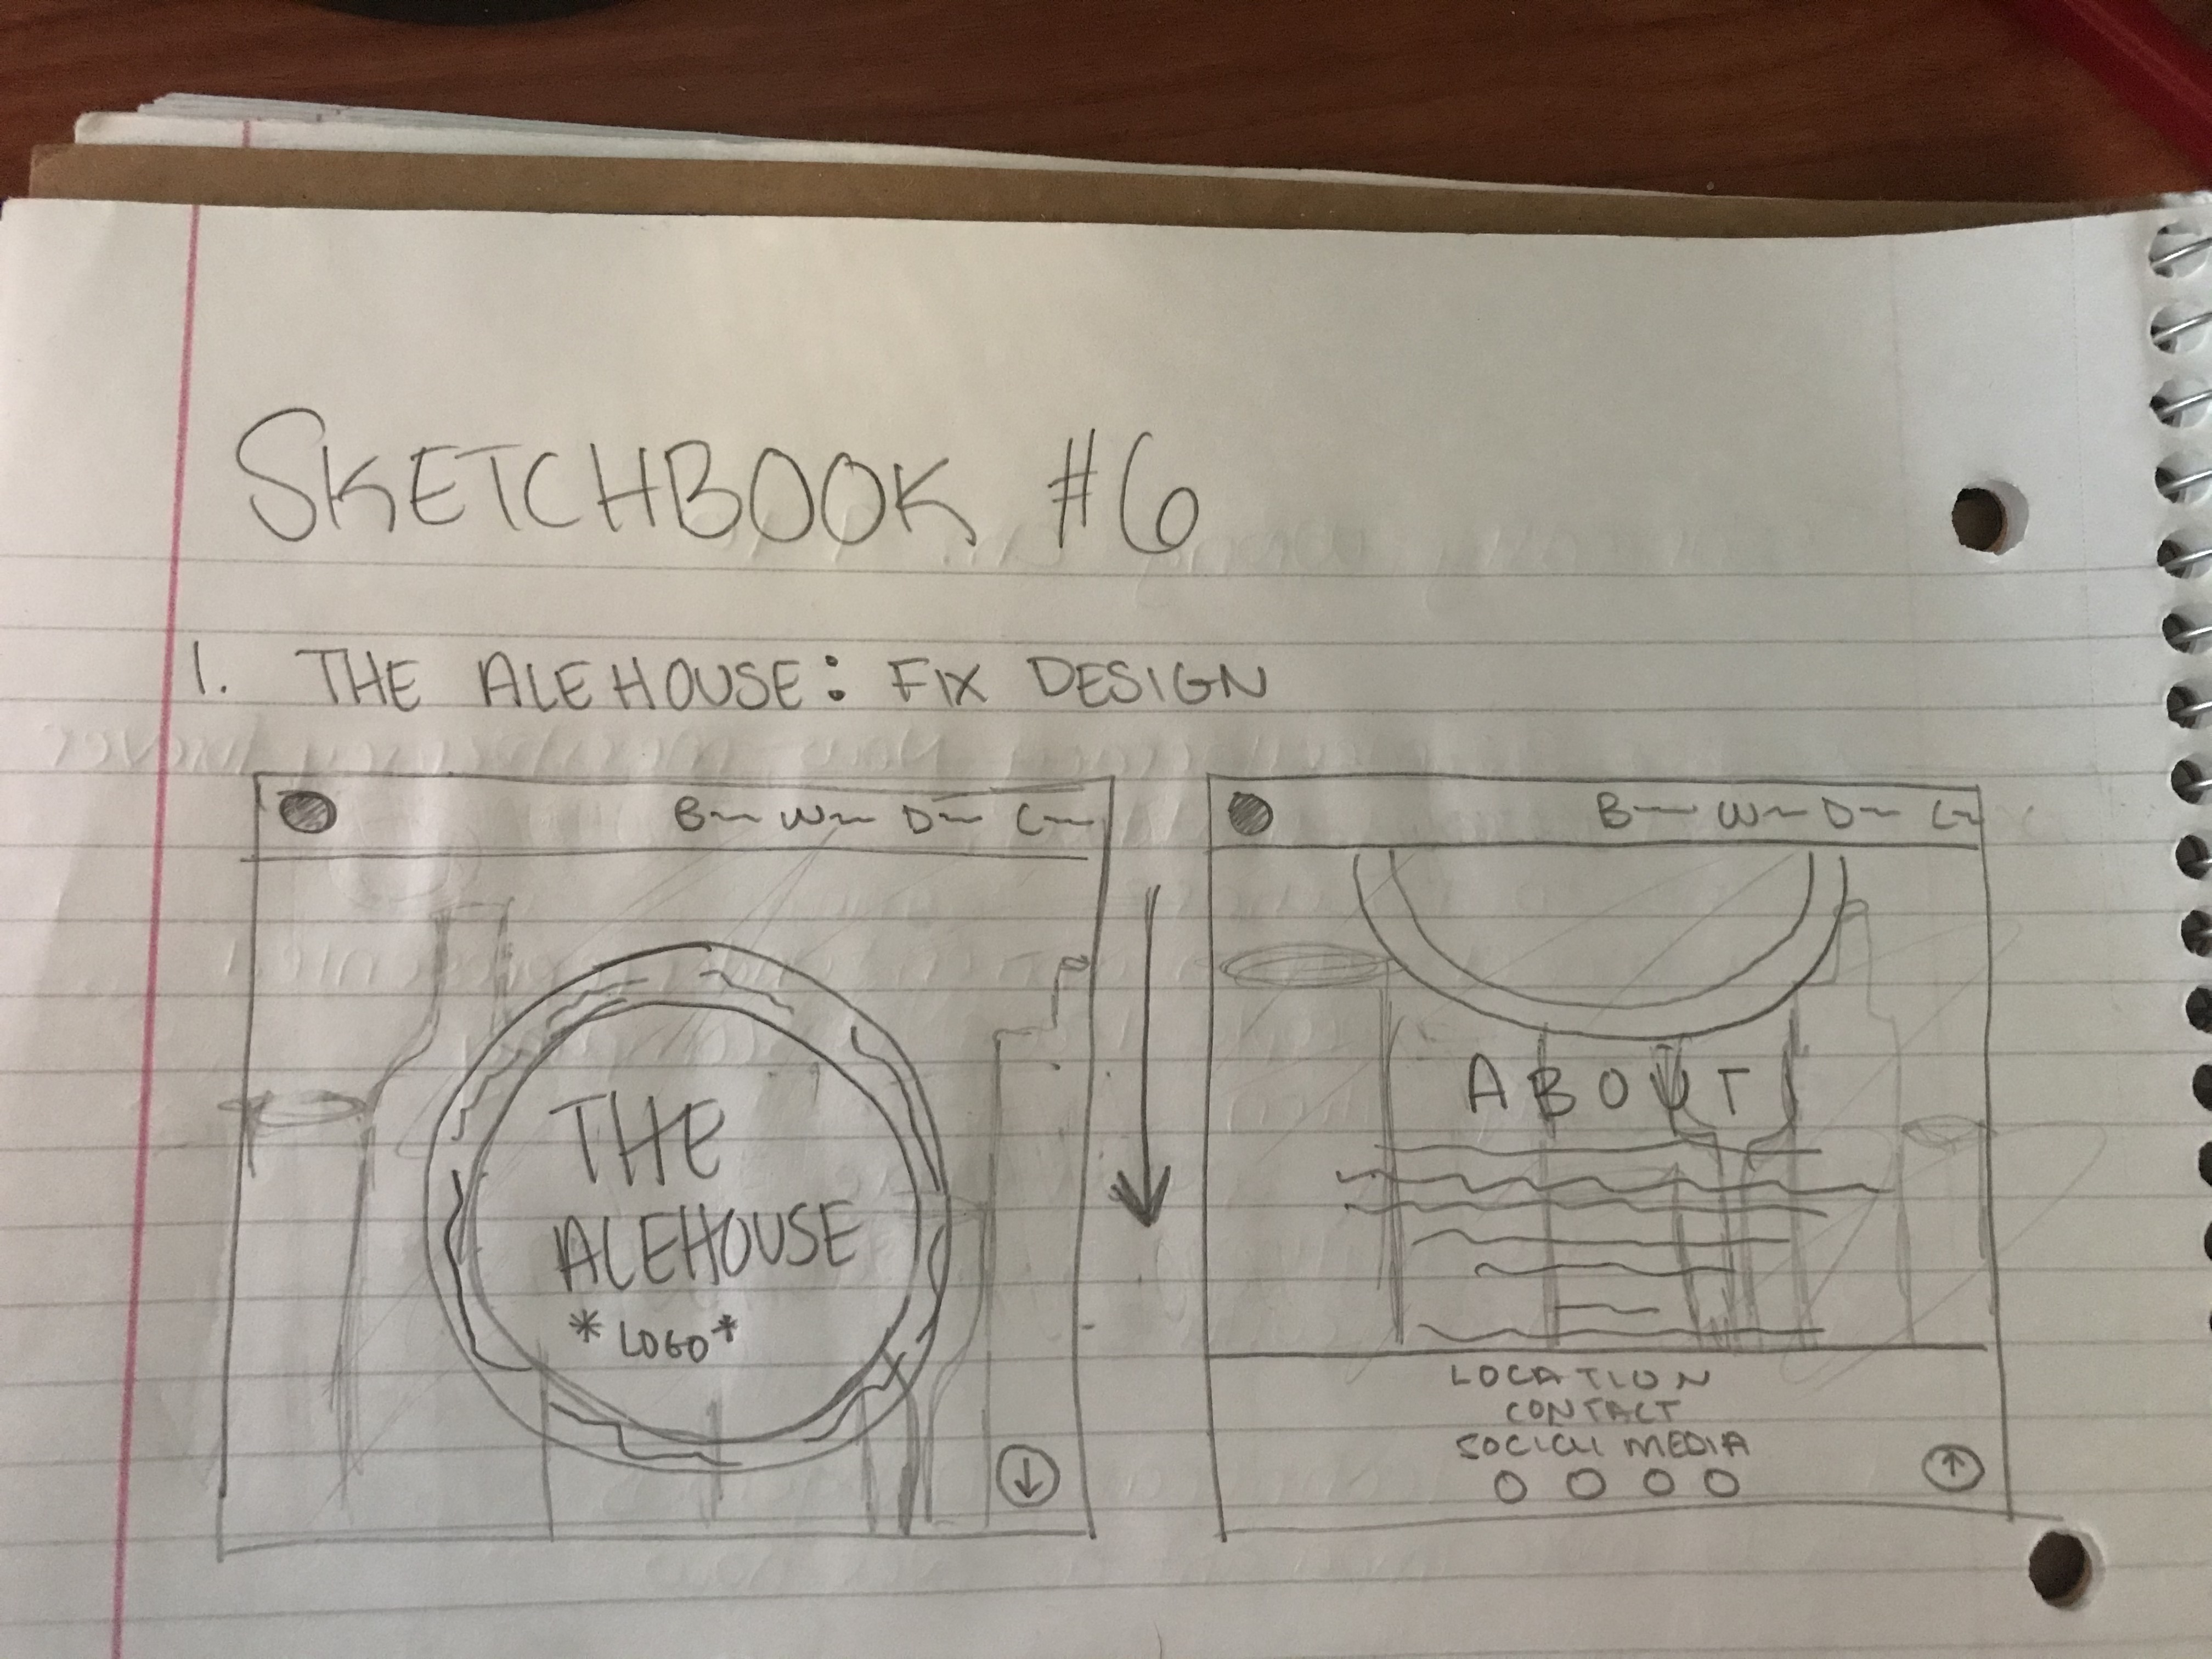 SKETCHBOOK #6
1. THE ALEHOUSE: FIX DESIGN
B W D C
THE
ALEHOUSE
* LOGO *
B W D C
ABOUT
LOCATION
CONTACT
SOCIAL MEDIA